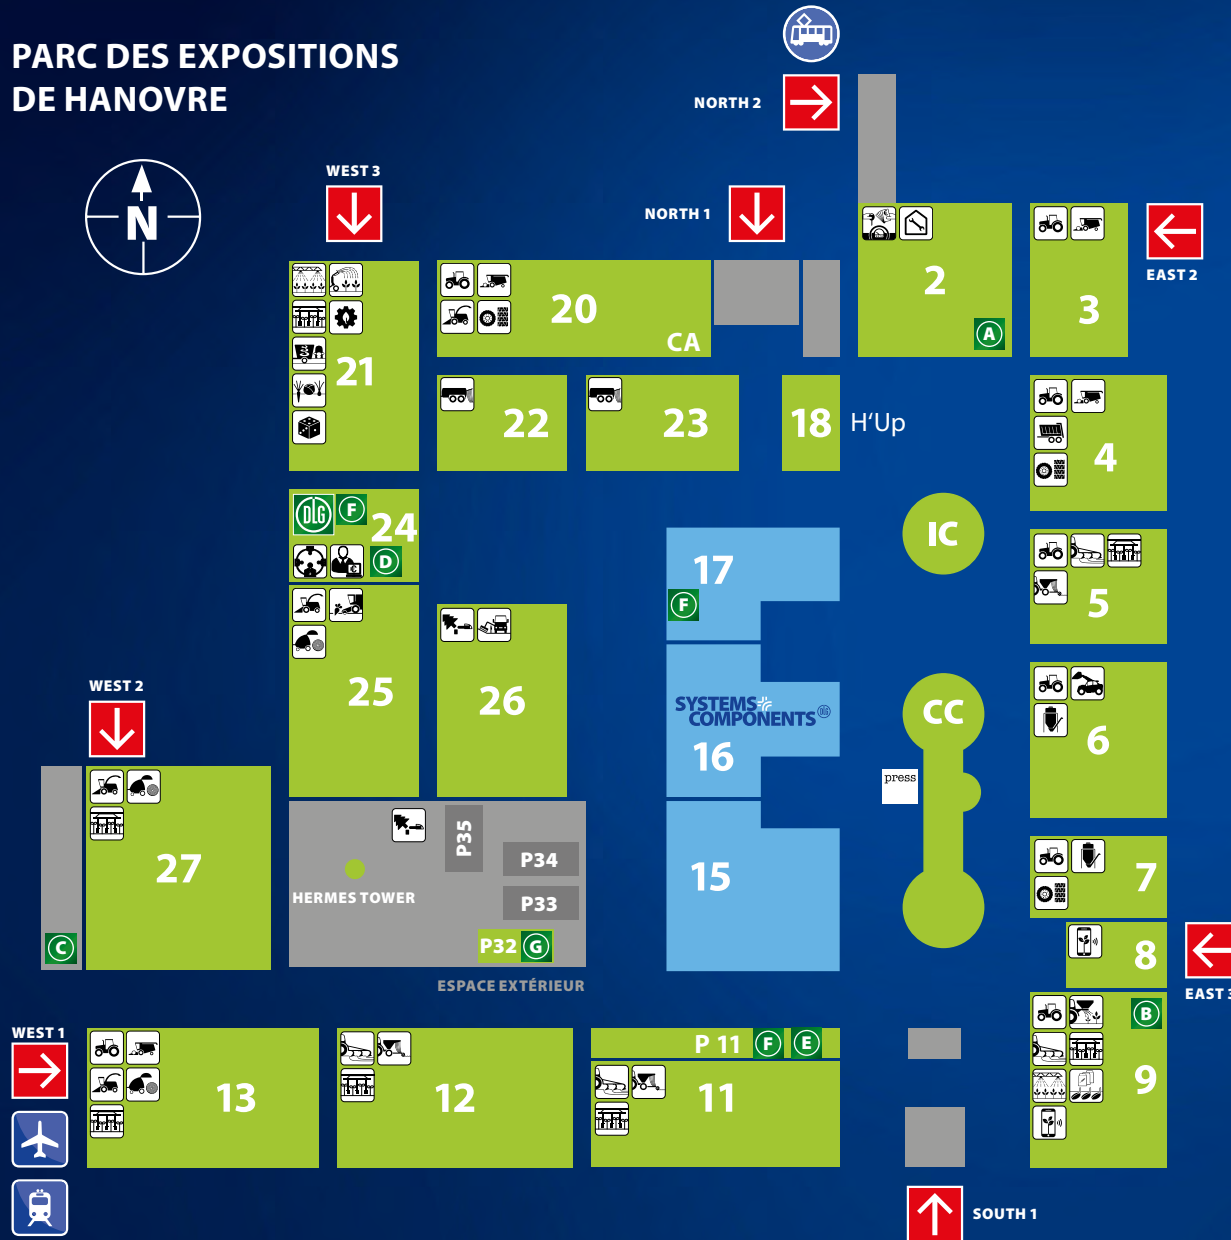 PARC DES EXPOSITIONS
DE HANOVRE
NORTH 2
N
WEST 3
NORTH 1
EAST 2
2
A
3
20
CA
21
22
23
18
H‘Up
4
DLG
F
24
D
IC
17
F
5
25
26
SYSTEMS
COMPONENTS
16
CC
6
WEST 2
press
27
C
P35
P34
HERMES TOWER
P33
P32
G
ESPACE EXTÉRIEUR
15
7
8
EAST 3
WEST 1
13
12
P 11
F
E
11
B
9
SOUTH 1